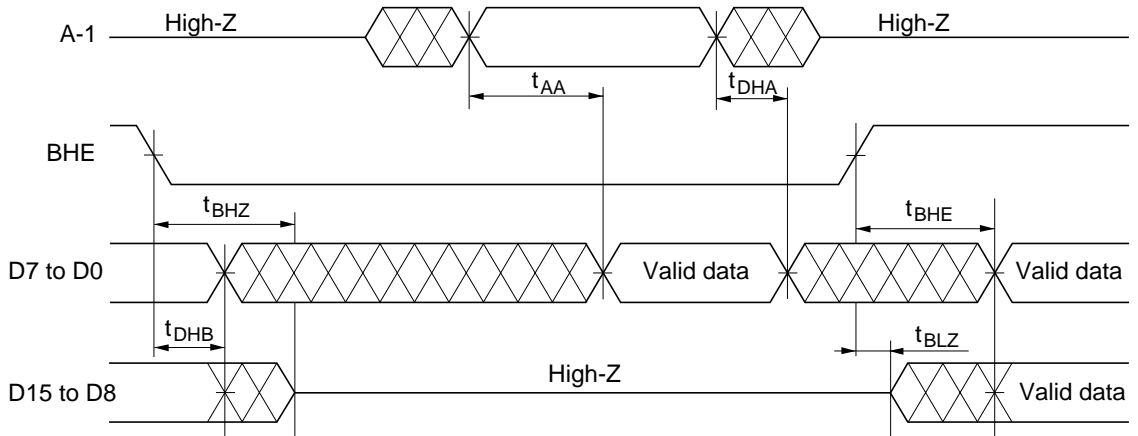 A-1 High-Z High-Z
tAA tDHA
BHE
tBHZ tBHE
D7 to D0 Valid data Valid data
tDHB tBLZ
D15 to D8 High-Z Valid data